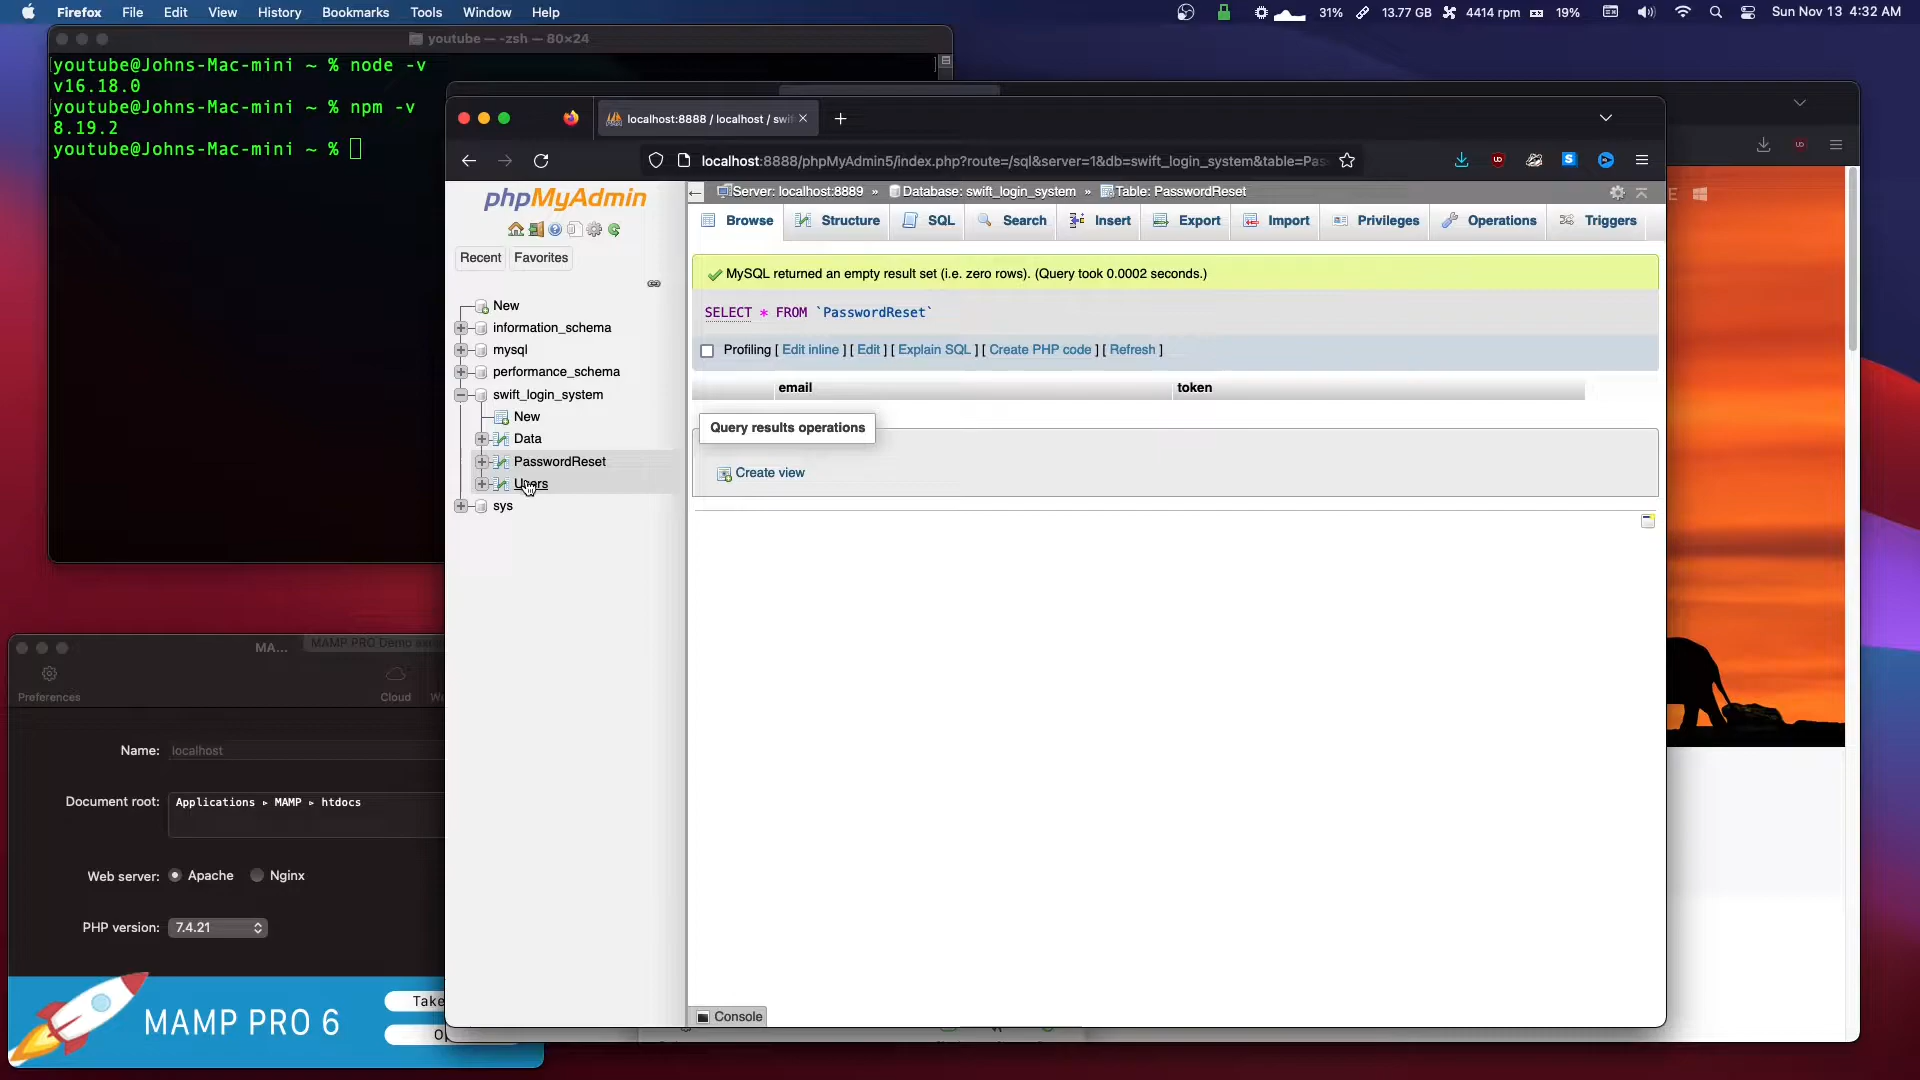 Firefox File Edit View History Bookmarks Tools Window Help 31% 13.77 GB 4414 rpm 19% Sun Nov 13 4:32 AM
youtube — -zsh — 80×24
youtube@Johns-Mac-mini ~ % node -v
v16.18.0
youtube@Johns-Mac-mini ~ % npm -v
8.19.2
youtube@Johns-Mac-mini ~ %
localhost:8888 / localhost / swif
localhost:8888/phpMyAdmin5/index.php?route=/sql&server=1&db=swift_login_system&table=Pas
phpMyAdmin
Recent Favorites
New
information_schema
mysql
performance_schema
swift_login_system
New
Data
PasswordReset
Users
sys
Server: localhost:8889 » Database: swift_login_system » Table: PasswordReset
Browse Structure SQL Search Insert Export Import Privileges Operations Triggers
MySQL returned an empty result set (i.e. zero rows). (Query took 0.0002 seconds.)
SELECT * FROM `PasswordReset`
Profiling [ Edit inline ] [ Edit ] [ Explain SQL ] [ Create PHP code ] [ Refresh ]
email token
Query results operations
Create view
Console
MA...
MAMP PRO Demo
Preferences Cloud
Name: localhost
Document root: Applications ▸ MAMP ▸ htdocs
Web server: Apache Nginx
PHP version: 7.4.21
MAMP PRO 6
Take